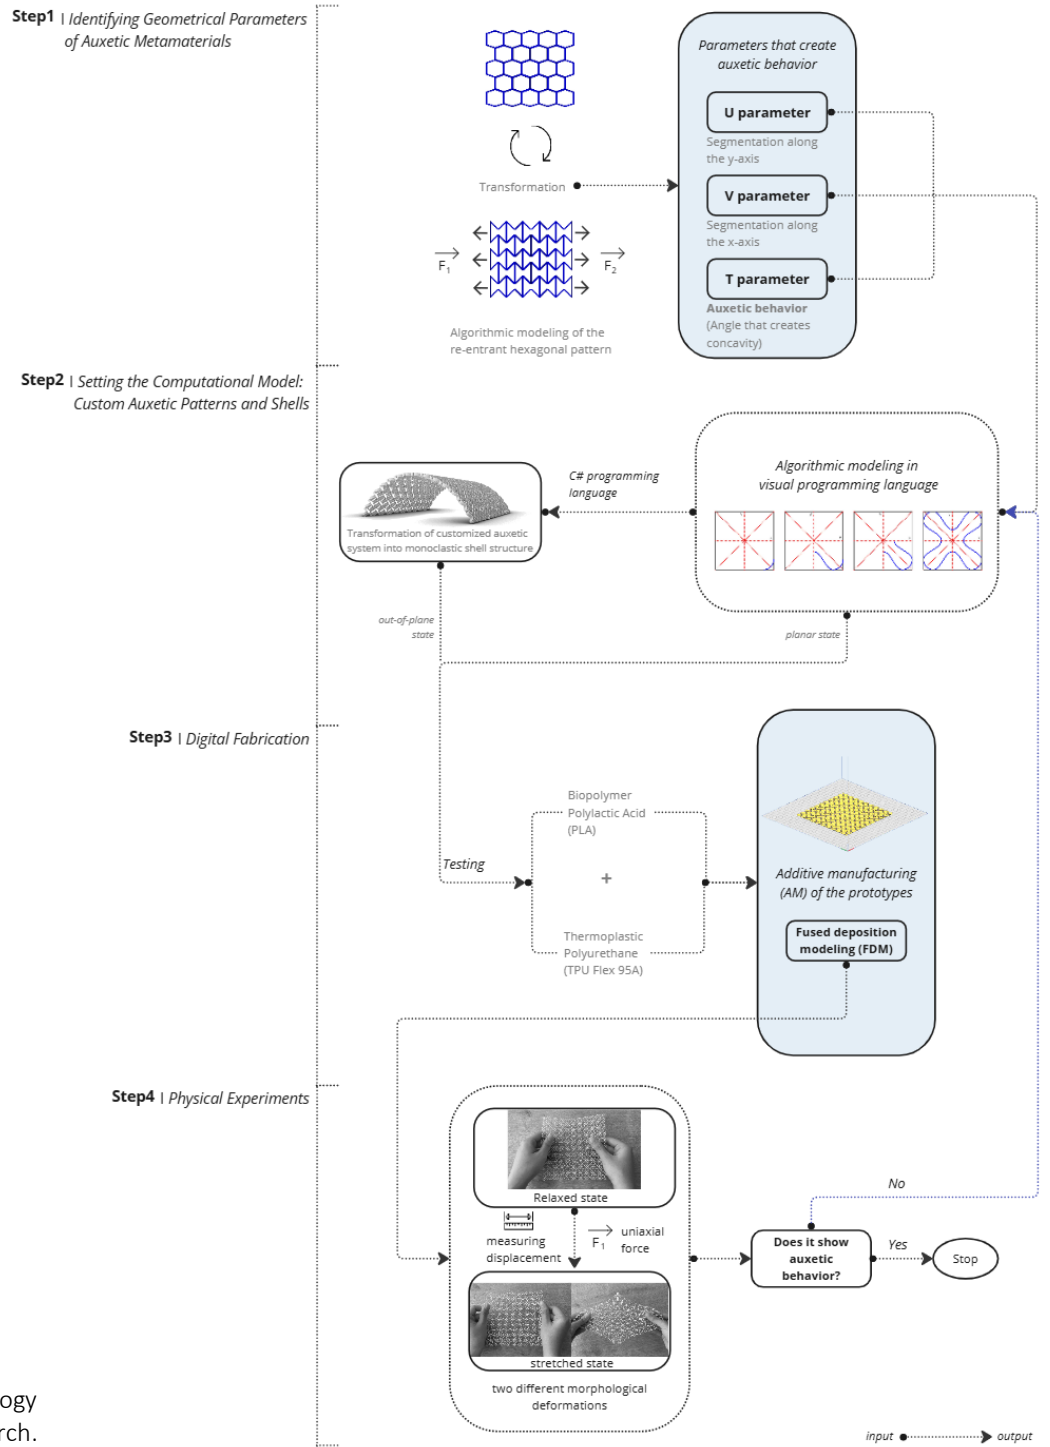 Step1 | Identifying Geometrical Parameters
of Auxetic Metamaterials
Transformation
F1
F2
Algorithmic modeling of the
re-entrant hexagonal pattern
Parameters that create
auxetic behavior
U parameter
Segmentation along
the y-axis
V parameter
Segmentation along
the x-axis
T parameter
Auxetic behavior
(Angle that creates
concavity)
Step2 | Setting the Computational Model:
Custom Auxetic Patterns and Shells
Transformation of customized auxetic
system into monoclastic shell structure
C# programming
language
Algorithmic modeling in
visual programming language
out-of-plane
state
planar state
Step3 | Digital Fabrication
Testing
Biopolymer
Polylactic Acid
(PLA)
+
Thermoplastic
Polyurethane
(TPU Flex 95A)
Additive manufacturing
(AM) of the prototypes
Fused deposition
modeling (FDM)
Step4 | Physical Experiments
Relaxed state
measuring
displacement
F1
uniaxial
force
stretched state
two different morphological
deformations
Does it show
auxetic
behavior?
No
Yes
Stop
ogy
rch.
input
output